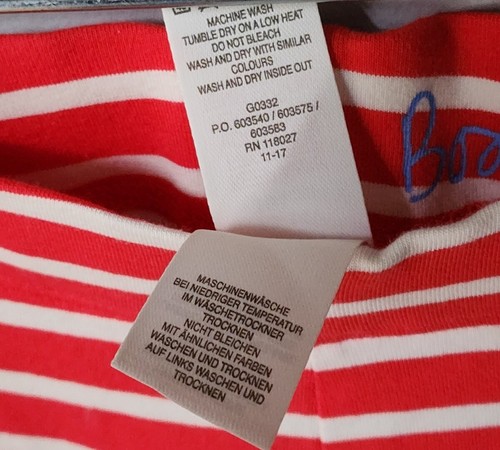 MACHINE WASH
TUMBLE DRY ON A LOW HEAT
DO NOT BLEACH
WASH AND DRY WITH SIMILAR
COLOURS
WASH AND DRY INSIDE OUT
G0332
P.O. 603540 / 603575 /
603583
RN 118027
11-17
MASCHINENWÄSCHE
BEI NIEDRIGER TEMPERATUR
IM WÄSCHETROCKNER
TROCKNEN
NICHT BLEICHEN
MIT ÄHNLICHEN FARBEN
WASCHEN UND TROCKNEN
AUF LINKS WASCHEN UND
TROCKNEN